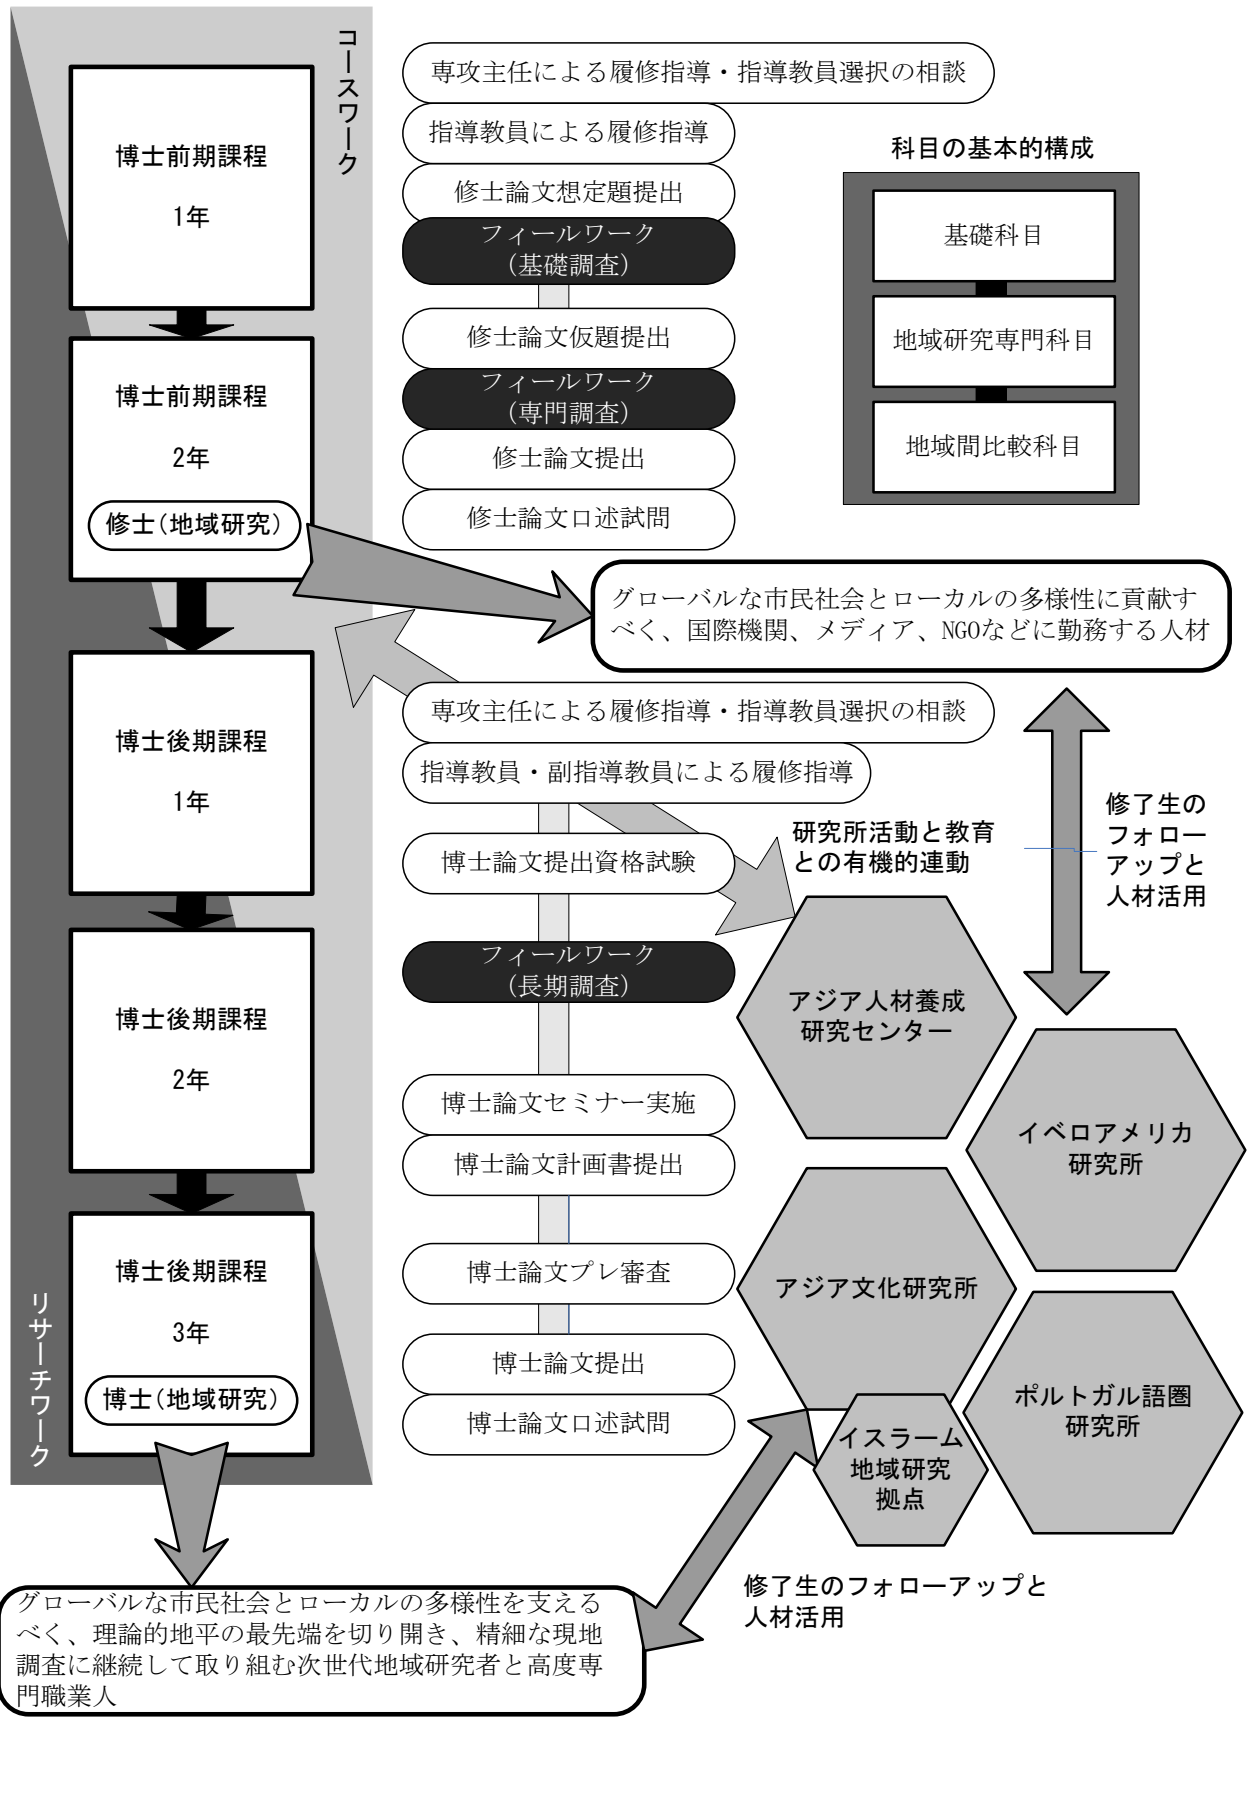 コースワーク
博士前期課程
1年
博士前期課程
2年
修士(地域研究)
博士後期課程
1年
博士後期課程
2年
博士後期課程
3年
博士(地域研究)
リサーチワーク
専攻主任による履修指導・指導教員選択の相談
指導教員による履修指導
修士論文想定題提出
フィールワーク
(基礎調査)
修士論文仮題提出
フィールワーク
(専門調査)
修士論文提出
修士論文口述試問
科目の基本的構成
基礎科目
地域研究専門科目
地域間比較科目
グローバルな市民社会とローカルの多様性に貢献す
べく、国際機関、メディア、NGOなどに勤務する人材
専攻主任による履修指導・指導教員選択の相談
指導教員・副指導教員による履修指導
博士論文提出資格試験
フィールワーク
(長期調査)
博士論文セミナー実施
博士論文計画書提出
博士論文プレ審査
博士論文提出
博士論文口述試問
研究所活動と教育
との有機的連動
修了生の
フォロー
アップと
人材活用
アジア人材養成
研究センター
イベロアメリカ
研究所
アジア文化研究所
ポルトガル語圏
研究所
イスラーム
地域研究
拠点
修了生のフォローアップと
人材活用
グローバルな市民社会とローカルの多様性を支える
べく、理論的地平の最先端を切り開き、精細な現地
調査に継続して取り組む次世代地域研究者と高度専
門職業人